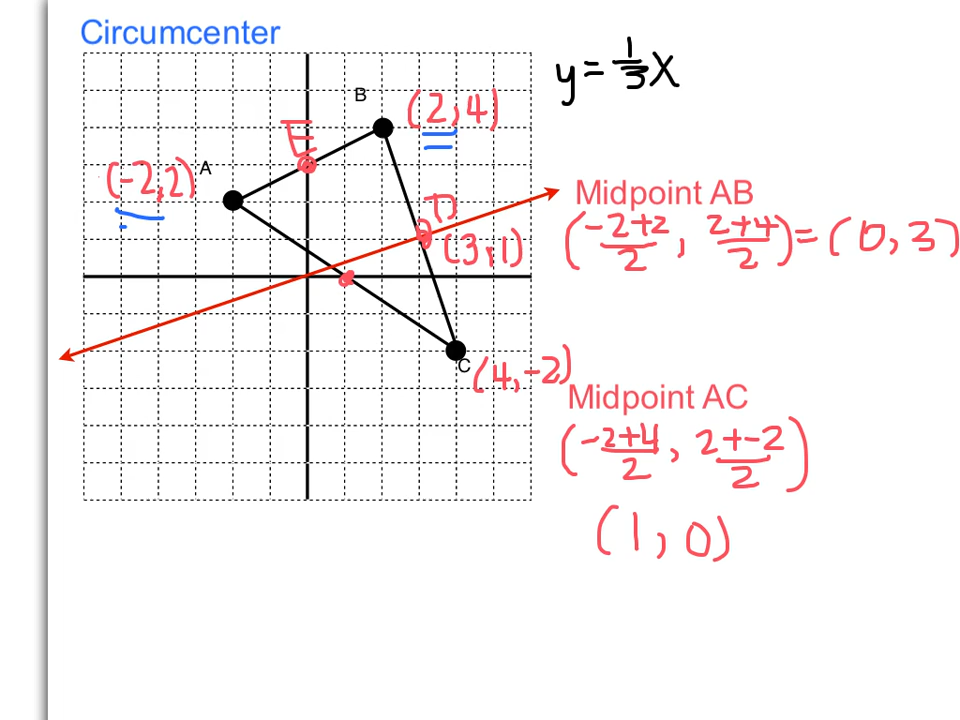 Circumcenter
y = 1/3 x
B
(2, 4)
E
A
(-2, 2)
D
(3, 1)
Midpoint AB
(-2+2/2, 2+4/2) = (0, 3)
C
(4, -2)
Midpoint AC
(-2+4/2, 2+-2/2)
(1, 0)